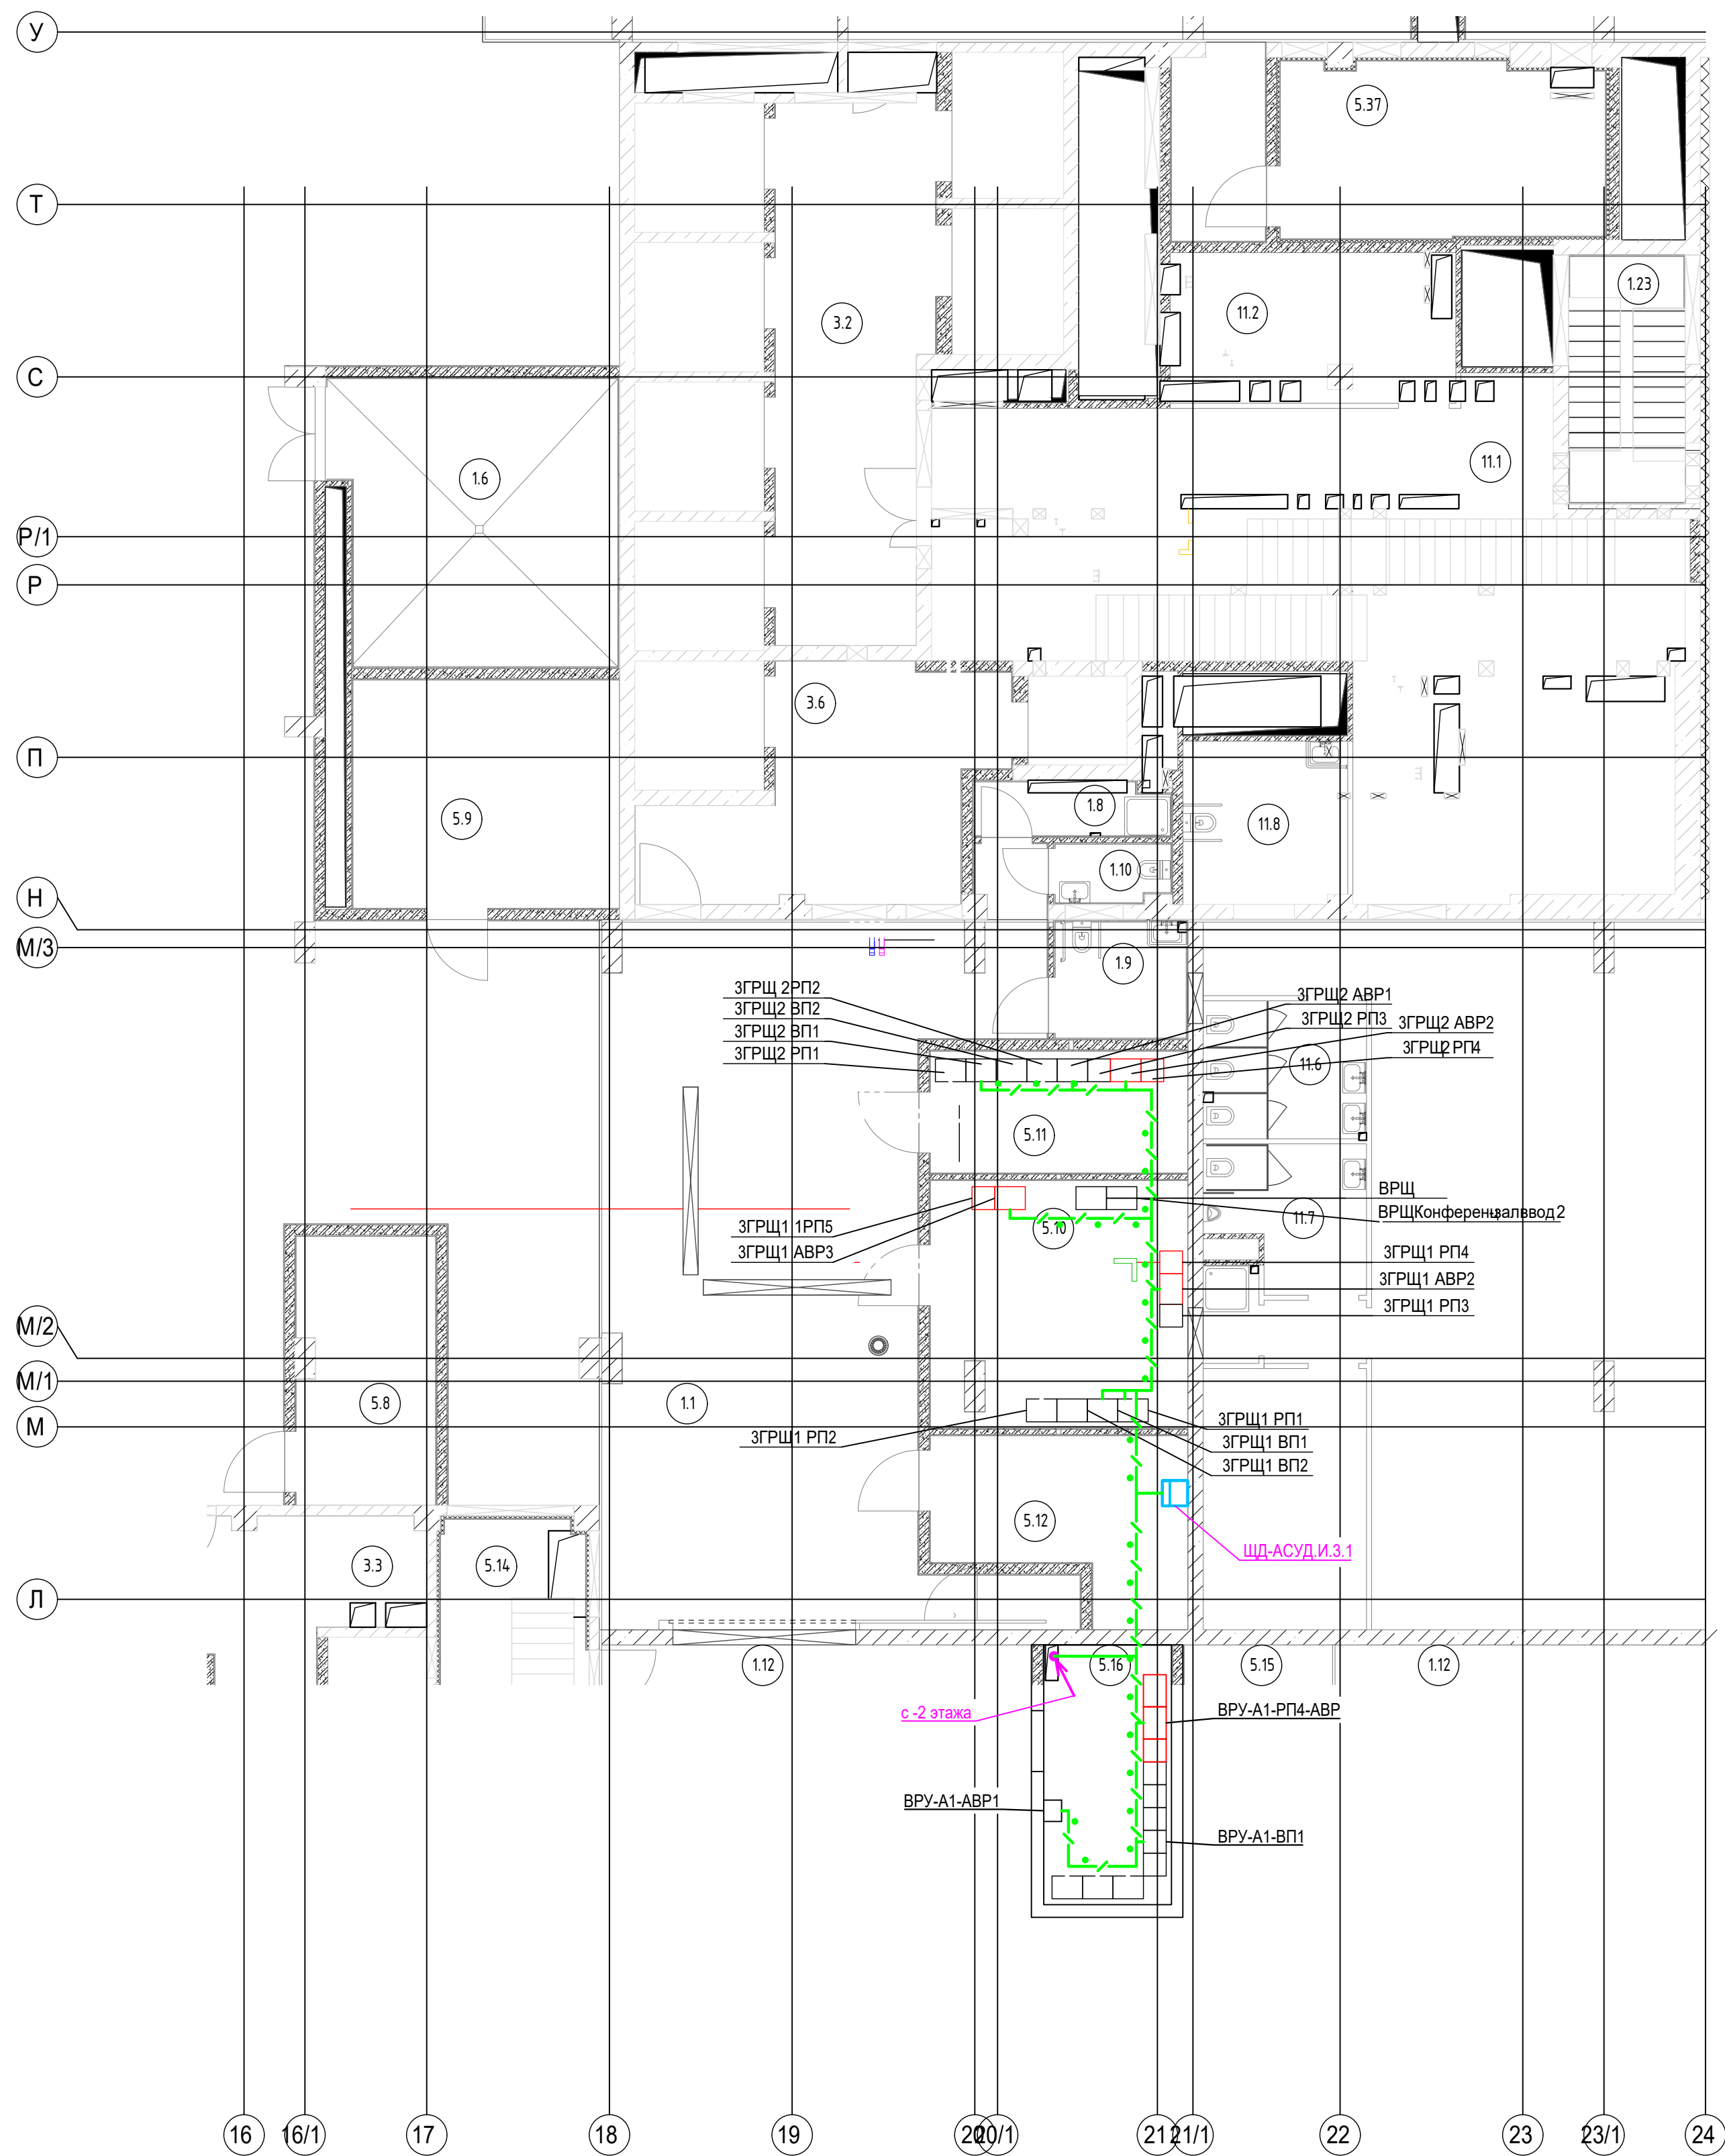 У
5.37
Т
1.23
3.2
11.2
С
11.1
1.6
Р/1
Р
3.6
П
1.8
5.9
11.8
1.10
Н
М/3
1.9
3ГРЩ 2РП2
3ГРЩ2 ВП2
3ГРЩ2 ВП1
3ГРЩ2 РП1
3ГРЩ2 АВР1
3ГРЩ2 РП3
3ГРЩ2 АВР2
3ГРЩ2 РП4
11.6
5.11
ВРЩ
ВРЩКонференцзалввод2
11.7
3ГРЩ1 1РП5
3ГРЩ1 АВР3
5.10
3ГРЩ1 РП4
3ГРЩ1 АВР2
3ГРЩ1 РП3
М/2
М/1
5.8
1.1
М
3ГРЩ1 РП2
3ГРЩ1 РП1
3ГРЩ1 ВП1
3ГРЩ1 ВП2
5.12
ЩД-АСУД.И.3.1
3.3
5.14
Л
1.12
5.16
5.15
1.12
с -2 этажа
ВРУ-А1-РП4-АВР
ВРУ-А1-АВР1
ВРУ-А1-ВП1
16
16/1
17
18
19
20
20/1
21
21/1
22
23
23/1
24